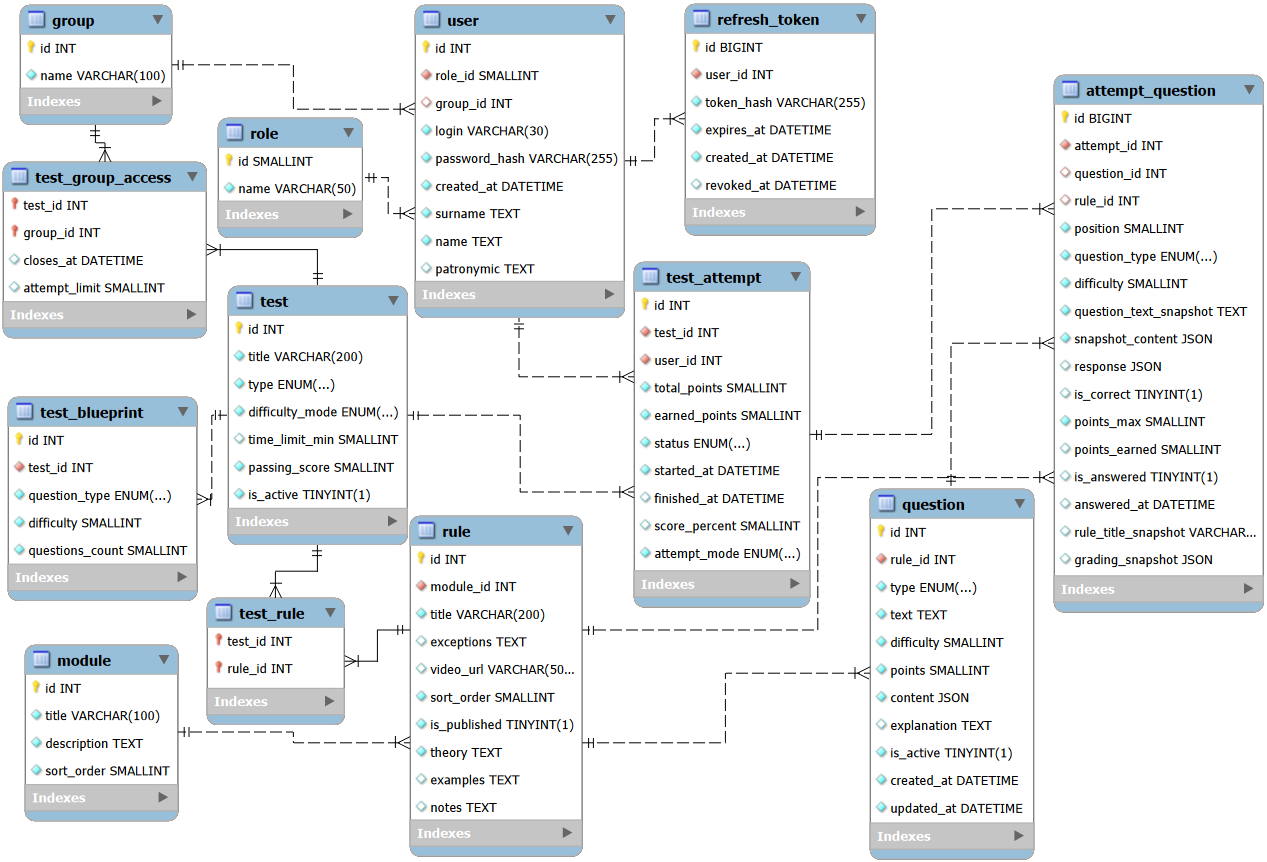 group
id INT
name VARCHAR(100)
Indexes
user
id INT
role_id SMALLINT
group_id INT
login VARCHAR(30)
password_hash VARCHAR(255)
created_at DATETIME
surname TEXT
name TEXT
patronymic TEXT
Indexes
refresh_token
id BIGINT
user_id INT
token_hash VARCHAR(255)
expires_at DATETIME
created_at DATETIME
revoked_at DATETIME
Indexes
attempt_question
id BIGINT
attempt_id INT
question_id INT
rule_id INT
position SMALLINT
question_type ENUM(...)
difficulty SMALLINT
question_text_snapshot TEXT
snapshot_content JSON
response JSON
is_correct TINYINT(1)
points_max SMALLINT
points_earned SMALLINT
is_answered TINYINT(1)
answered_at DATETIME
rule_title_snapshot VARCHAR...
grading_snapshot JSON
Indexes
role
id SMALLINT
name VARCHAR(50)
Indexes
test_group_access
test_id INT
group_id INT
closes_at DATETIME
attempt_limit SMALLINT
Indexes
test
id INT
title VARCHAR(200)
type ENUM(...)
difficulty_mode ENUM(...)
time_limit_min SMALLINT
passing_score SMALLINT
is_active TINYINT(1)
Indexes
test_attempt
id INT
test_id INT
user_id INT
total_points SMALLINT
earned_points SMALLINT
status ENUM(...)
started_at DATETIME
finished_at DATETIME
score_percent SMALLINT
attempt_mode ENUM(...)
Indexes
test_blueprint
id INT
test_id INT
question_type ENUM(...)
difficulty SMALLINT
questions_count SMALLINT
Indexes
rule
id INT
module_id INT
title VARCHAR(200)
exceptions TEXT
video_url VARCHAR(50...
sort_order SMALLINT
is_published TINYINT(1)
theory TEXT
examples TEXT
notes TEXT
Indexes
question
id INT
rule_id INT
type ENUM(...)
text TEXT
difficulty SMALLINT
points SMALLINT
content JSON
explanation TEXT
is_active TINYINT(1)
created_at DATETIME
updated_at DATETIME
Indexes
test_rule
test_id INT
rule_id INT
Indexes
module
id INT
title VARCHAR(100)
description TEXT
sort_order SMALLINT
Indexes